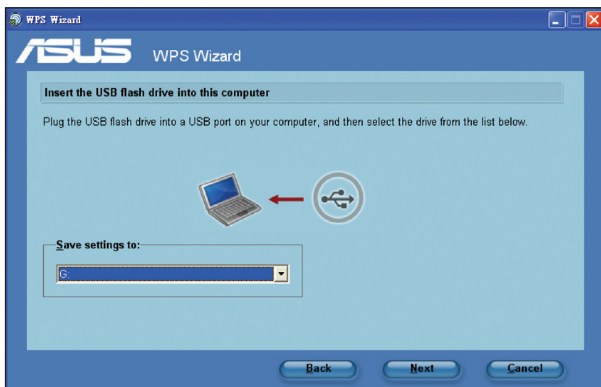 WPS Wizard
ASUS WPS Wizard
Insert the USB flash drive into this computer
Plug the USB flash drive into a USB port on your computer, and then select the drive from the list below.
Save settings to:
G:
Back Next Cancel